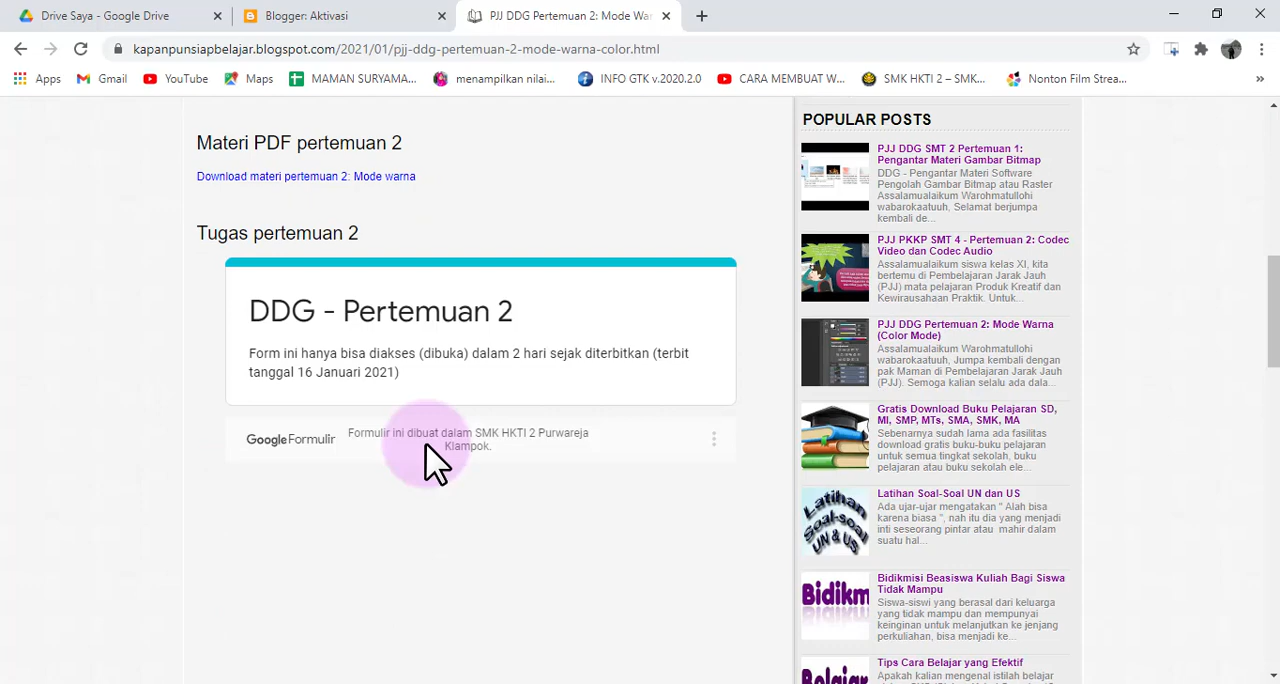 Drive Saya - Google Drive
Blogger: Aktivasi
PJJ DDG Pertemuan 2: Mode War
kapanpunsiapbelajar.blogspot.com/2021/01/pjj-ddg-pertemuan-2-mode-warna-color.html
Apps
Gmail
YouTube
Maps
MAMAN SURYAMA...
menampilkan nilai...
INFO GTK v.2020.2.0
CARA MEMBUAT W...
SMK HKTI 2 – SMK...
Nonton Film Strea...
»
Materi PDF pertemuan 2
Download materi pertemuan 2: Mode warna
Tugas pertemuan 2
DDG - Pertemuan 2
Form ini hanya bisa diakses (dibuka) dalam 2 hari sejak diterbitkan (terbit
tanggal 16 Januari 2021)
Google Formulir
Formulir ini dibuat dalam SMK HKTI 2 Purwareja
Klampok.
POPULAR POSTS
PJJ DDG SMT 2 Pertemuan 1:
Pengantar Materi Gambar Bitmap
DDG - Pengantar Materi Software
Pengolah Gambar Bitmap atau Raster
Assalamualaikum Warohmatullohi
wabarokaatuuh, Selamat berjumpa
kembali de...
PJJ PKKP SMT 4 - Pertemuan 2: Codec
Video dan Codec Audio
Assalamualaikum siswa kelas XI, kita
bertemu di Pembelajaran Jarak Jauh
(PJJ) mata pelajaran Produk Kreatif dan
Kewirausahaan Praktik. Untuk...
PJJ DDG Pertemuan 2: Mode Warna
(Color Mode)
Assalamualaikum Warohmatullohi
wabarokaatuuh, Jumpa kembali dengan
pak Maman di Pembelajaran Jarak Jauh
(PJJ). Semoga kalian selalu ada dala...
Gratis Download Buku Pelajaran SD,
MI, SMP, MTs, SMA, SMK, MA
Sebenarnya sudah lama ada fasilitas
download gratis buku-buku pelajaran
untuk semua tingkat sekolah, buku
pelajaran atau buku sekolah ele...
Latihan
Soal-soal
UN & US
Latihan Soal-Soal UN dan US
Ada ujar-ujar mengatakan " Alah bisa
karena biasa ", nah itu dia yang menjadi
inti seseorang pintar atau mahir dalam
suatu hal...
Bidikm
Bidikmisi Beasiswa Kuliah Bagi Siswa
Tidak Mampu
Siswa-siswi yang berasal dari keluarga
yang tidak mampu dan mempunyai
keinginan untuk melanjutkan ke jenjang
perkuliahan, bisa menjadi ke...
Tips Cara Belajar yang Efektif
Apakah kalian mengenal istilah belajar